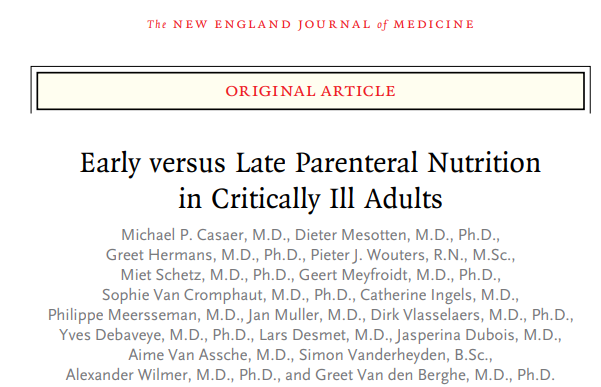 The NEW ENGLAND JOURNAL of MEDICINE
ORIGINAL ARTICLE
Early versus Late Parenteral Nutrition
in Critically Ill Adults
Michael P. Casaer, M.D., Dieter Mesotten, M.D., Ph.D.,
Greet Hermans, M.D., Ph.D., Pieter J. Wouters, R.N., M.Sc.,
Miet Schetz, M.D., Ph.D., Geert Meyfroidt, M.D., Ph.D.,
Sophie Van Cromphaut, M.D., Ph.D., Catherine Ingels, M.D.,
Philippe Meersseman, M.D., Jan Muller, M.D., Dirk Vlasselaers, M.D., Ph.D.,
Yves Debaveye, M.D., Ph.D., Lars Desmet, M.D., Jasperina Dubois, M.D.,
Aime Van Assche, M.D., Simon Vanderheyden, B.Sc.,
Alexander Wilmer, M.D., Ph.D., and Greet Van den Berghe, M.D., Ph.D.